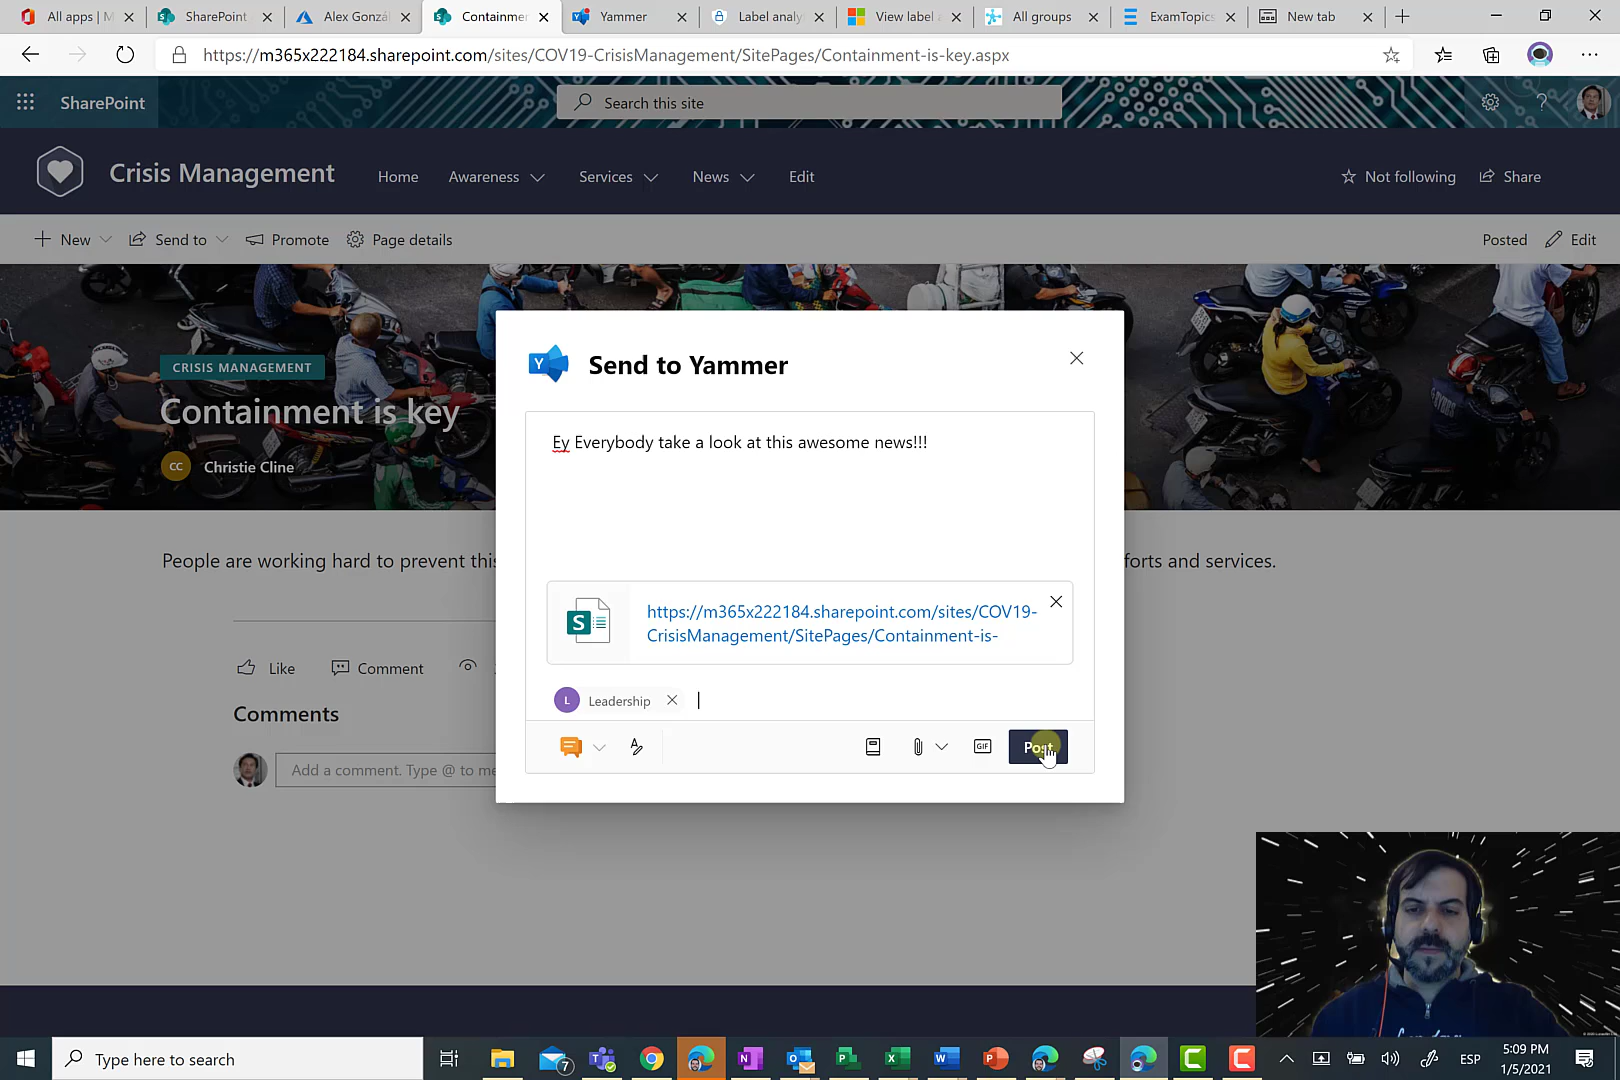 All apps | M
SharePoint
Alex Gonzál
Containmen
Yammer
Label analy
View label a
All groups
ExamTopics
New tab
https://m365x222184.sharepoint.com/sites/COV19-CrisisManagement/SitePages/Containment-is-key.aspx
SharePoint
Search this site
Crisis Management
Home
Awareness
Services
News
Edit
Not following
Share
New
Send to
Promote
Page details
Posted
Edit
CRISIS MANAGEMENT
Containment is key
CC
Christie Cline
People are working hard to prevent this
forts and services.
Like
Comment
Comments
Add a comment. Type @ to me
Y
Send to Yammer
Ey Everybody take a look at this awesome news!!!
S
https://m365x222184.sharepoint.com/sites/COV19-
CrisisManagement/SitePages/Containment-is-
L
Leadership
GIF
Post
Type here to search
7
ESP
5:09 PM
1/5/2021